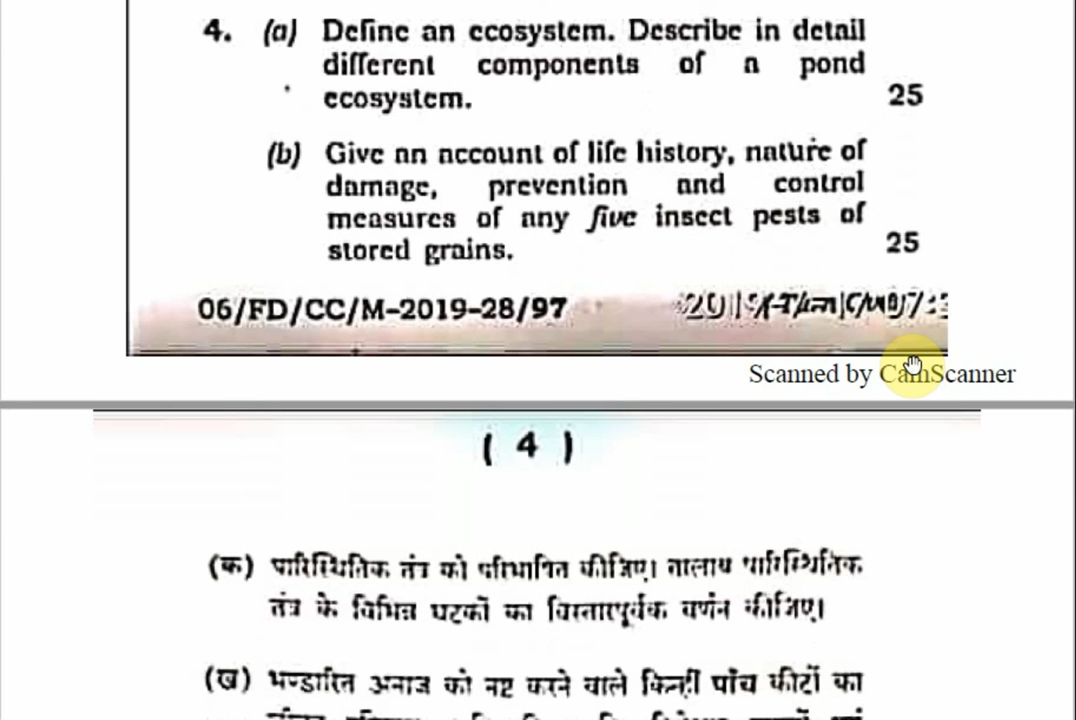 4. (a) Define an ecosystem. Describe in detail
different components of a pond
ecosystem. 25
(b) Give an account of life history, nature of
damage, prevention and control
measures of any five insect pests of
stored grains. 25
06/FD/CC/M-2019-28/97
Scanned by CamScanner
( 4 )
(क) पारिस्थितिक तंत्र को परिभाषित कीजिए। तालाब पारिस्थितिक
तंत्र के विभिन्न घटकों का विस्तारपूर्वक वर्णन कीजिए।
(ख) भण्डारित अनाज को नष्ट करने वाले किन्हीं पाँच कीटों का